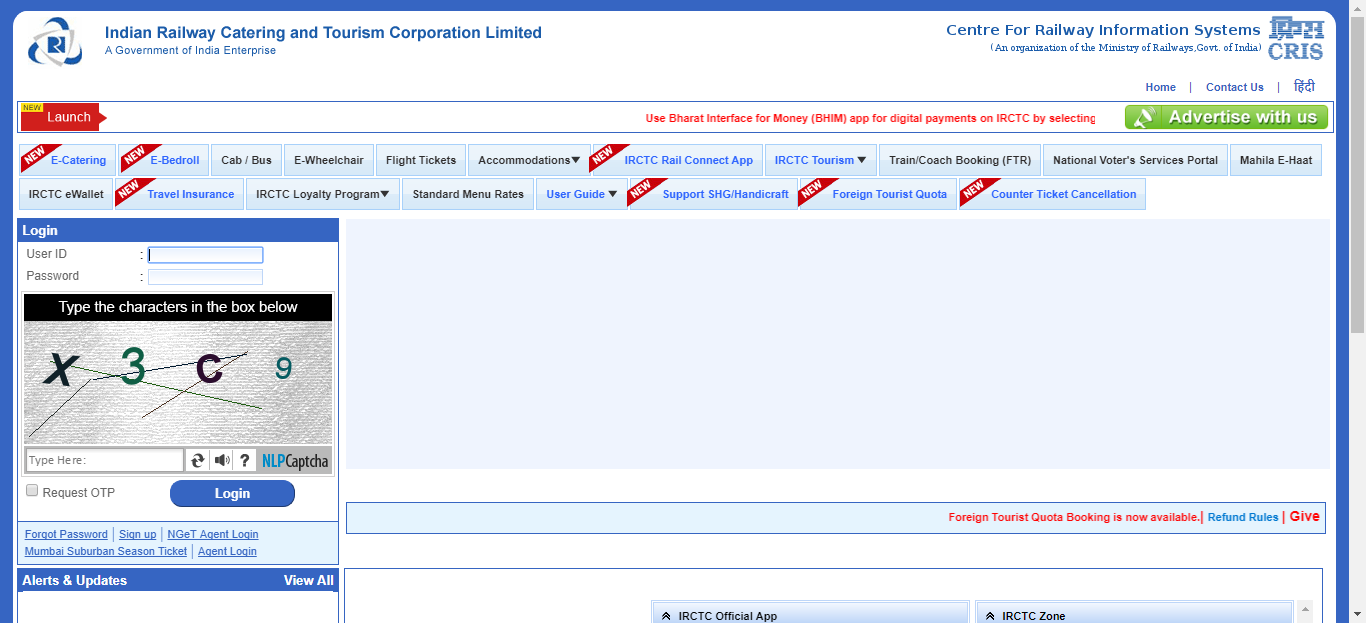 Indian Railway Catering and Tourism Corporation Limited
A Government of India Enterprise
Centre For Railway Information Systems
(An organization of the Ministry of Railways,Govt. of India)
CRIS
Home | Contact Us | हिंदी
NEW
Launch
Use Bharat Interface for Money (BHIM) app for digital payments on IRCTC by selecting
Advertise with us
NEW E-Catering NEW E-Bedroll Cab / Bus E-Wheelchair Flight Tickets Accommodations▼ NEW IRCTC Rail Connect App IRCTC Tourism ▼ Train/Coach Booking (FTR) National Voter's Services Portal Mahila E-Haat
IRCTC eWallet NEW Travel Insurance IRCTC Loyalty Program▼ Standard Menu Rates User Guide ▼ NEW Support SHG/Handicraft NEW Foreign Tourist Quota NEW Counter Ticket Cancellation
Login
User ID :
Password :
Type the characters in the box below
X 3 C 9
Type Here: ? NLPCaptcha
Request OTP Login
Foreign Tourist Quota Booking is now available.| Refund Rules | Give
Forgot Password | Sign up | NGeT Agent Login
Mumbai Suburban Season Ticket | Agent Login
Alerts & Updates View All
IRCTC Official App IRCTC Zone